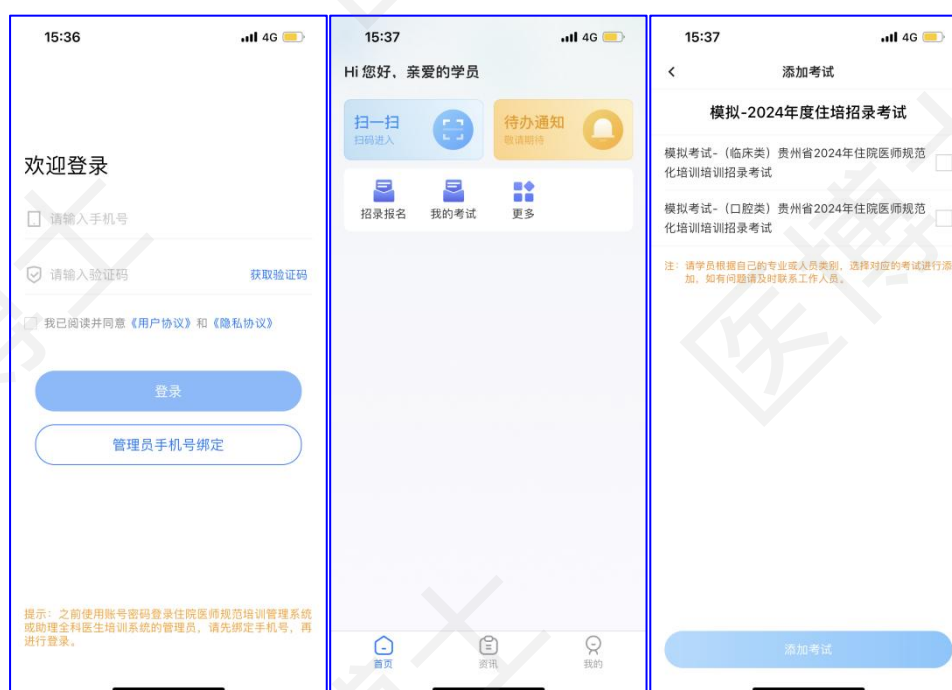 15:36
4G
欢迎登录
请输入手机号
请输入验证码
获取验证码
我已阅读并同意《用户协议》和《隐私协议》
登录
管理员手机号绑定
提示：之前使用账号密码登录住院医师规范培训管理系统
或助理全科医生培训系统的管理员，请先绑定手机号，再
进行登录。
15:37
4G
Hi 您好，亲爱的学员
扫一扫
扫码进入
待办通知
敬请期待
招录报名
我的考试
更多
首页
资讯
我的
15:37
4G
添加考试
模拟-2024年度住培招录考试
模拟考试-（临床类）贵州省2024年住院医师规范
化培训培训招录考试
模拟考试-（口腔类）贵州省2024年住院医师规范
化培训培训招录考试
注：请学员根据自己的专业或人员类别，选择对应的考试进行添
加，如有问题请及时联系工作人员。
添加考试
医博士